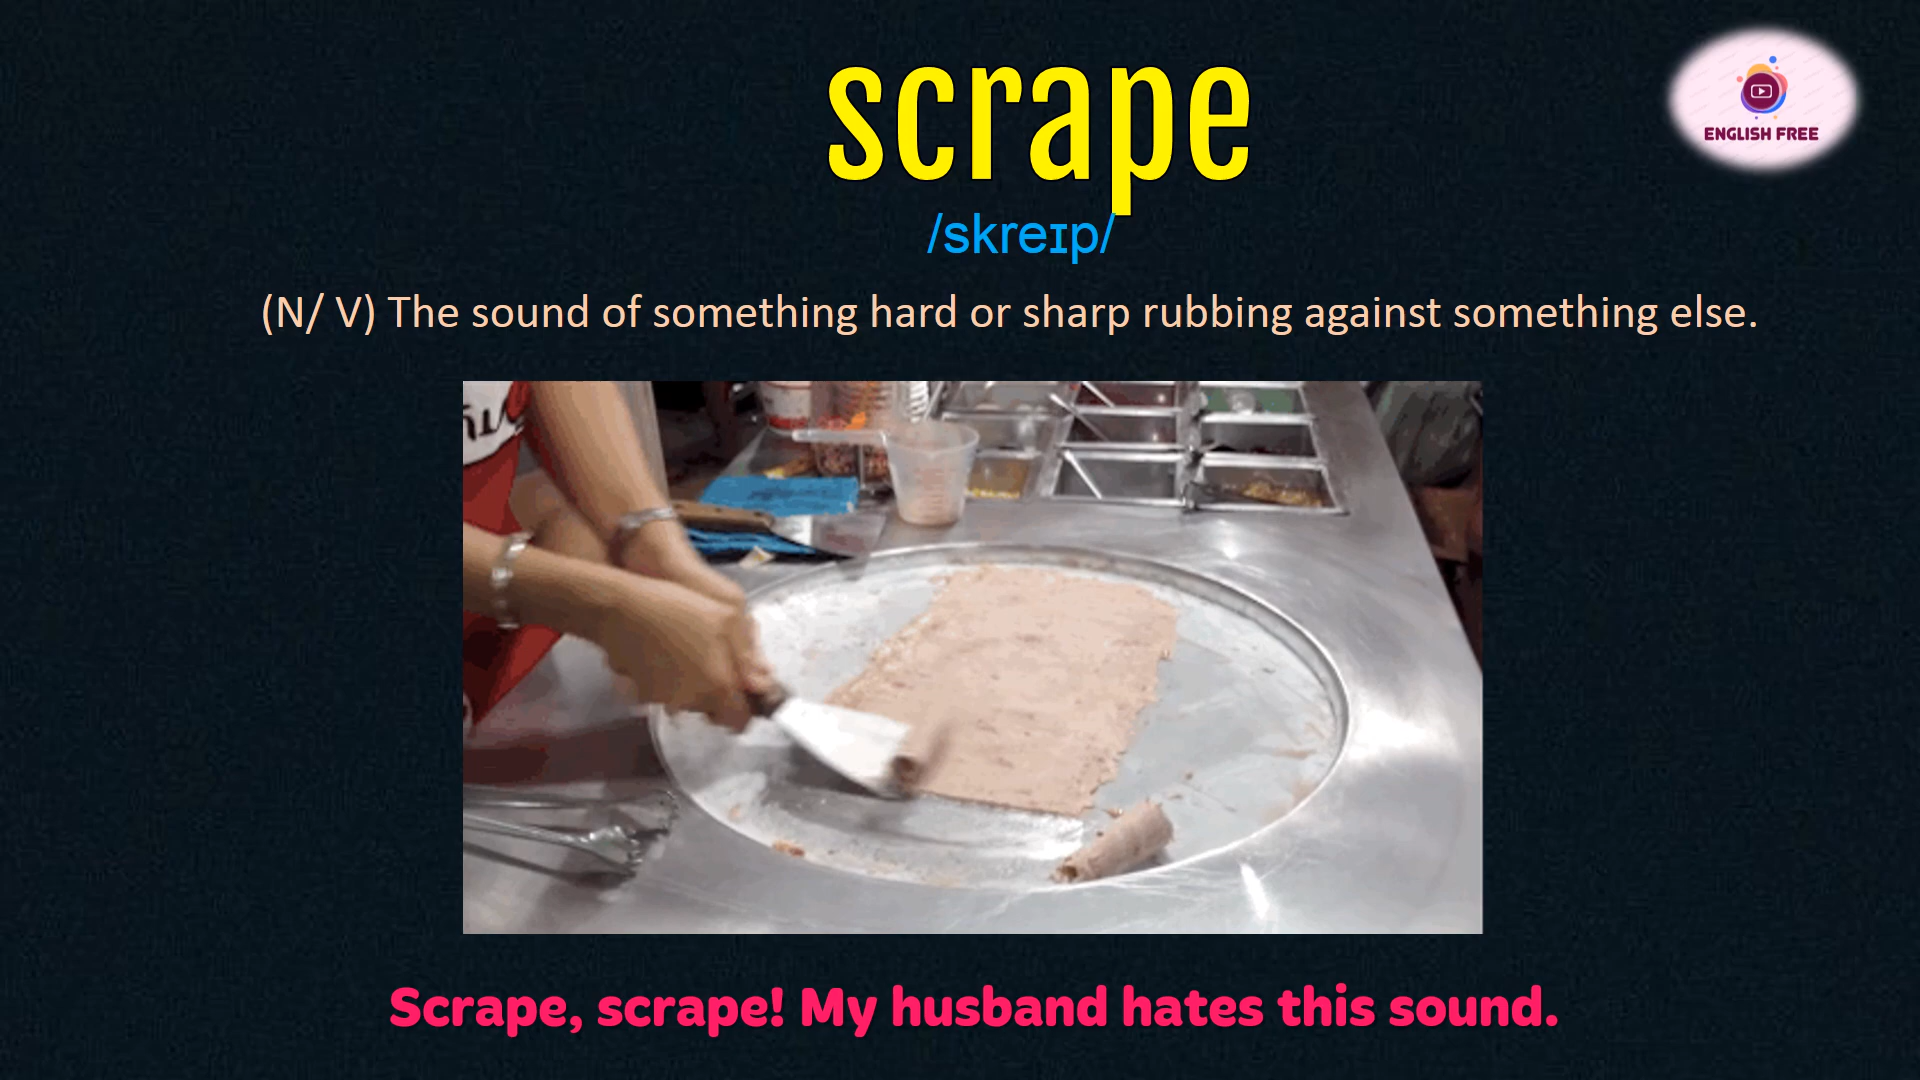 scrape
ENGLISH FREE
/skreɪp/
(N/ V) The sound of something hard or sharp rubbing against something else.
Scrape, scrape! My husband hates this sound.